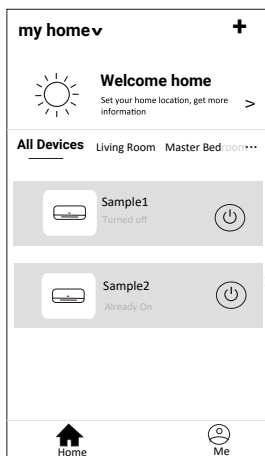 my home
Welcome home
Set your home location, get more
information
All Devices Living Room Master Bedroom
Sample1
Turned off
Sample2
Already On
Home Me